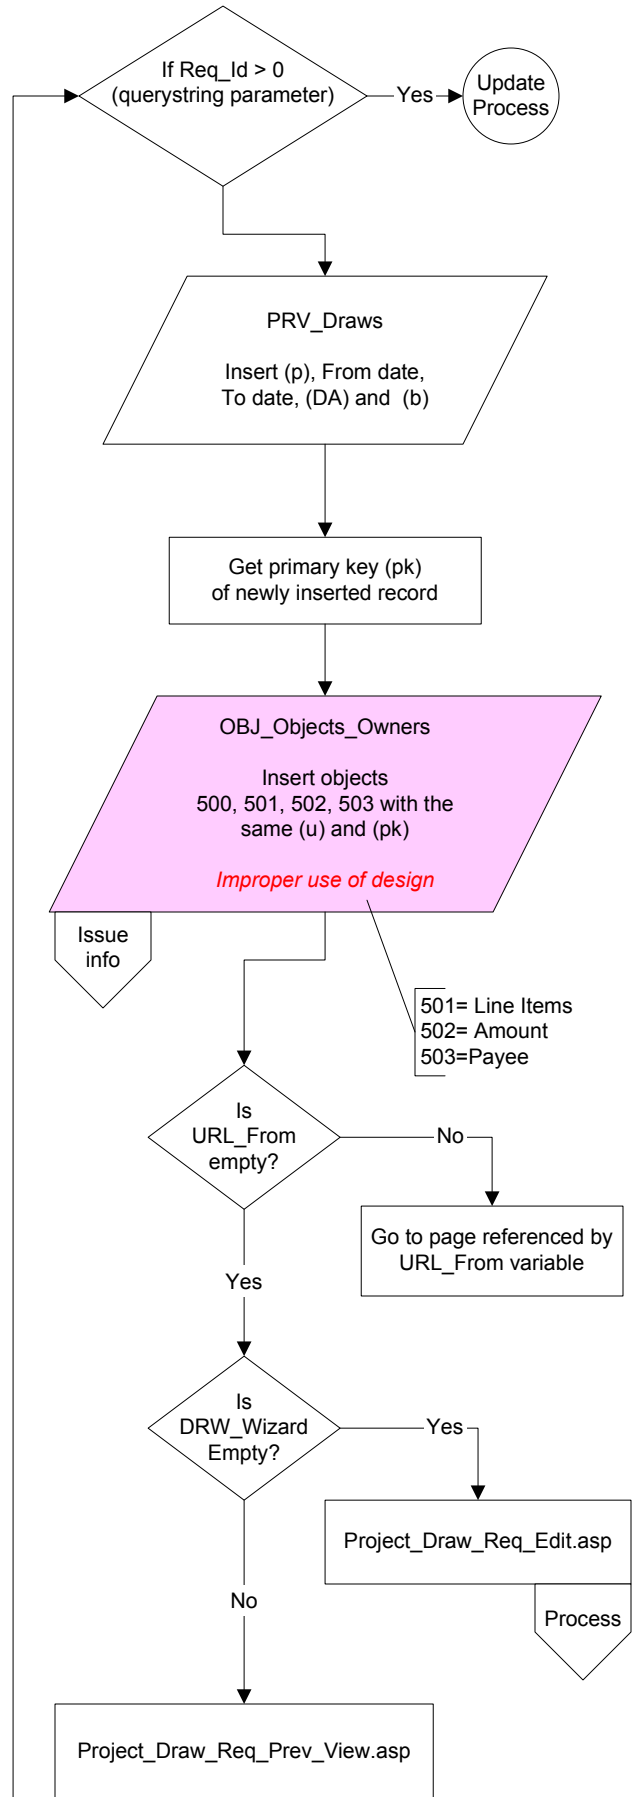 If Req_Id > 0
(querystring parameter)
Yes
Update
Process
PRV_Draws
Insert (p), From date,
To date, (DA) and (b)
Get primary key (pk)
of newly inserted record
OBJ_Objects_Owners
Insert objects
500, 501, 502, 503 with the
same (u) and (pk)
Improper use of design
Issue
info
501= Line Items
502= Amount
503=Payee
Is
URL_From
empty?
No
Go to page referenced by
URL_From variable
Yes
Is
DRW_Wizard
Empty?
Yes
Project_Draw_Req_Edit.asp
Process
No
Project_Draw_Req_Prev_View.asp